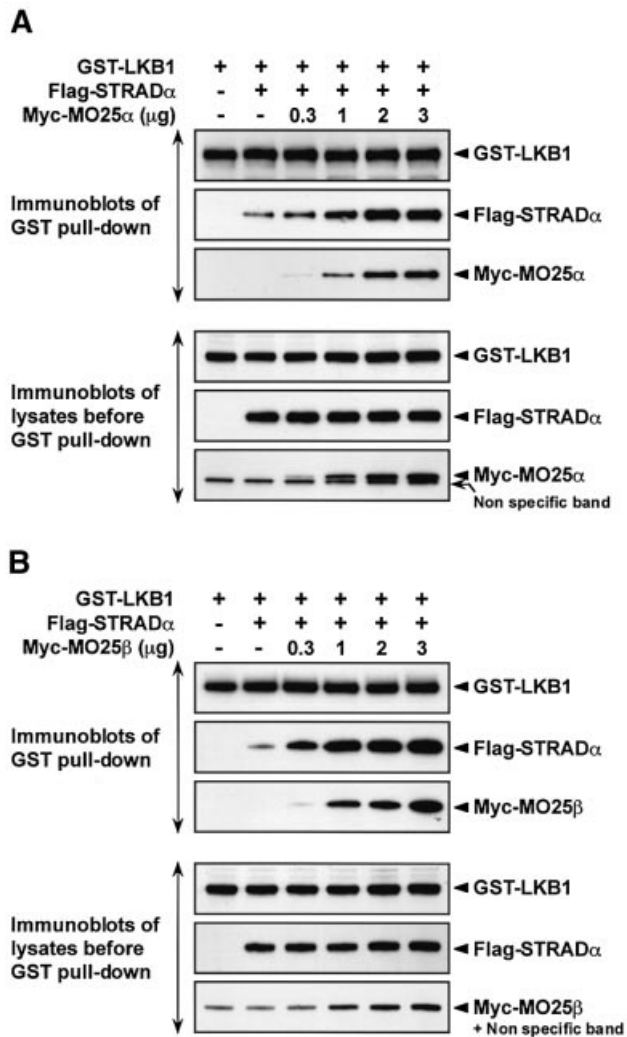 A
GST-LKB1 + + + + + +
Flag-STRADα - + + + + +
Myc-MO25α (μg) - - 0.3 1 2 3
Immunoblots of
GST pull-down
GST-LKB1
Flag-STRADα
Myc-MO25α
Immunoblots of
lysates before
GST pull-down
GST-LKB1
Flag-STRADα
Myc-MO25α
Non specific band
B
GST-LKB1 + + + + + +
Flag-STRADα - + + + + +
Myc-MO25β (μg) - - 0.3 1 2 3
Immunoblots of
GST pull-down
GST-LKB1
Flag-STRADα
Myc-MO25β
Immunoblots of
lysates before
GST pull-down
GST-LKB1
Flag-STRADα
Myc-MO25β
+ Non specific band